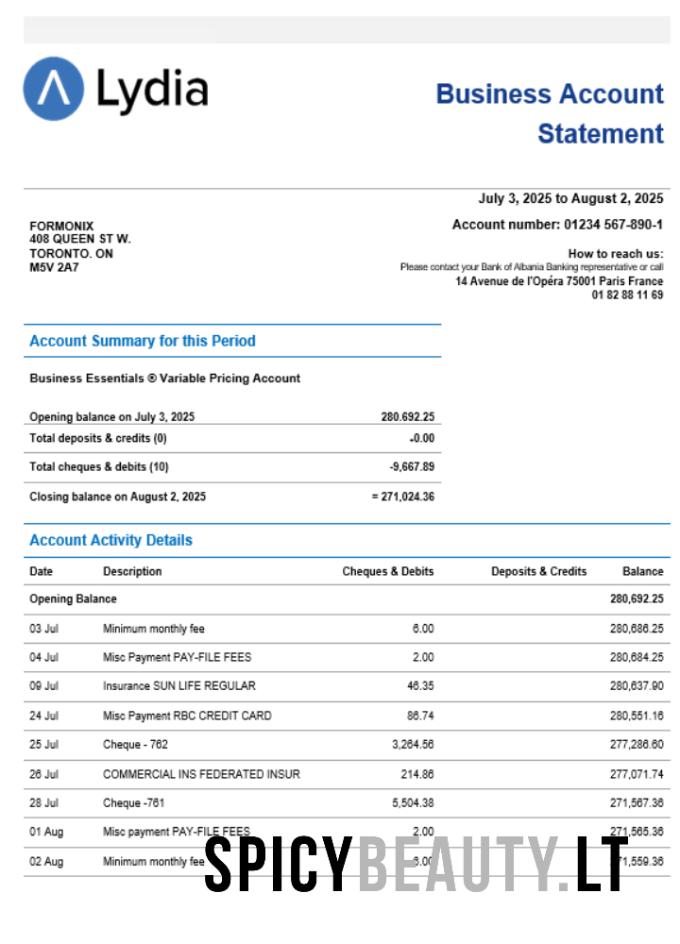 Lydia
Business Account
Statement
July 3, 2025 to August 2, 2025
FORMONIX
408 QUEEN ST W.
TORONTO. ON
M5V 2A7
Account number: 01234 567-890-1
How to reach us:
Please contact your Bank of Albania Banking representative or call
14 Avenue de l'Opéra 75001 Paris France
01 82 88 11 69
Account Summary for this Period
Business Essentials ® Variable Pricing Account
Opening balance on July 3, 2025 280.692.25
Total deposits & credits (0) -0.00
Total cheques & debits (10) -9,667.89
Closing balance on August 2, 2025 = 271,024.36
Account Activity Details
Date Description Cheques & Debits Deposits & Credits Balance
Opening Balance 280,692.25
03 Jul Minimum monthly fee 6.00 280,686.25
04 Jul Misc Payment PAY-FILE FEES 2.00 280,684.25
09 Jul Insurance SUN LIFE REGULAR 46.35 280,637.90
24 Jul Misc Payment RBC CREDIT CARD 86.74 280,551.16
25 Jul Cheque - 762 3,264.56 277,286.60
26 Jul COMMERCIAL INS FEDERATED INSUR 214.86 277,071.74
28 Jul Cheque -761 5,504.38 271,567.36
01 Aug Misc payment PAY-FILE FEES 2.00 271,565.36
02 Aug Minimum monthly fee 6.00 71,559.36
SPICYBEAUTY.LT